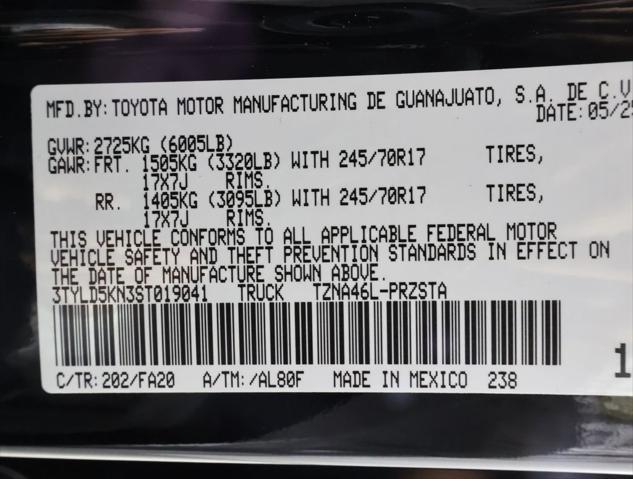 MFD.BY: TOYOTA MOTOR MANUFACTURING DE GUANAJUATO, S.A. DE C.V
DATE: 05/25
GVWR: 2725KG (6005LB)
GAWR: FRT. 1505KG (3320LB) WITH 245/70R17 TIRES,
17X7J RIMS.
RR. 1405KG (3095LB) WITH 245/70R17 TIRES,
17X7J RIMS.
THIS VEHICLE CONFORMS TO ALL APPLICABLE FEDERAL MOTOR
VEHICLE SAFETY AND THEFT PREVENTION STANDARDS IN EFFECT ON
THE DATE OF MANUFACTURE SHOWN ABOVE.
3TYLD5KN3ST019041 TRUCK TZNA46L-PRZSTA
1
C/TR: 202/FA20 A/TM: /AL80F MADE IN MEXICO 238